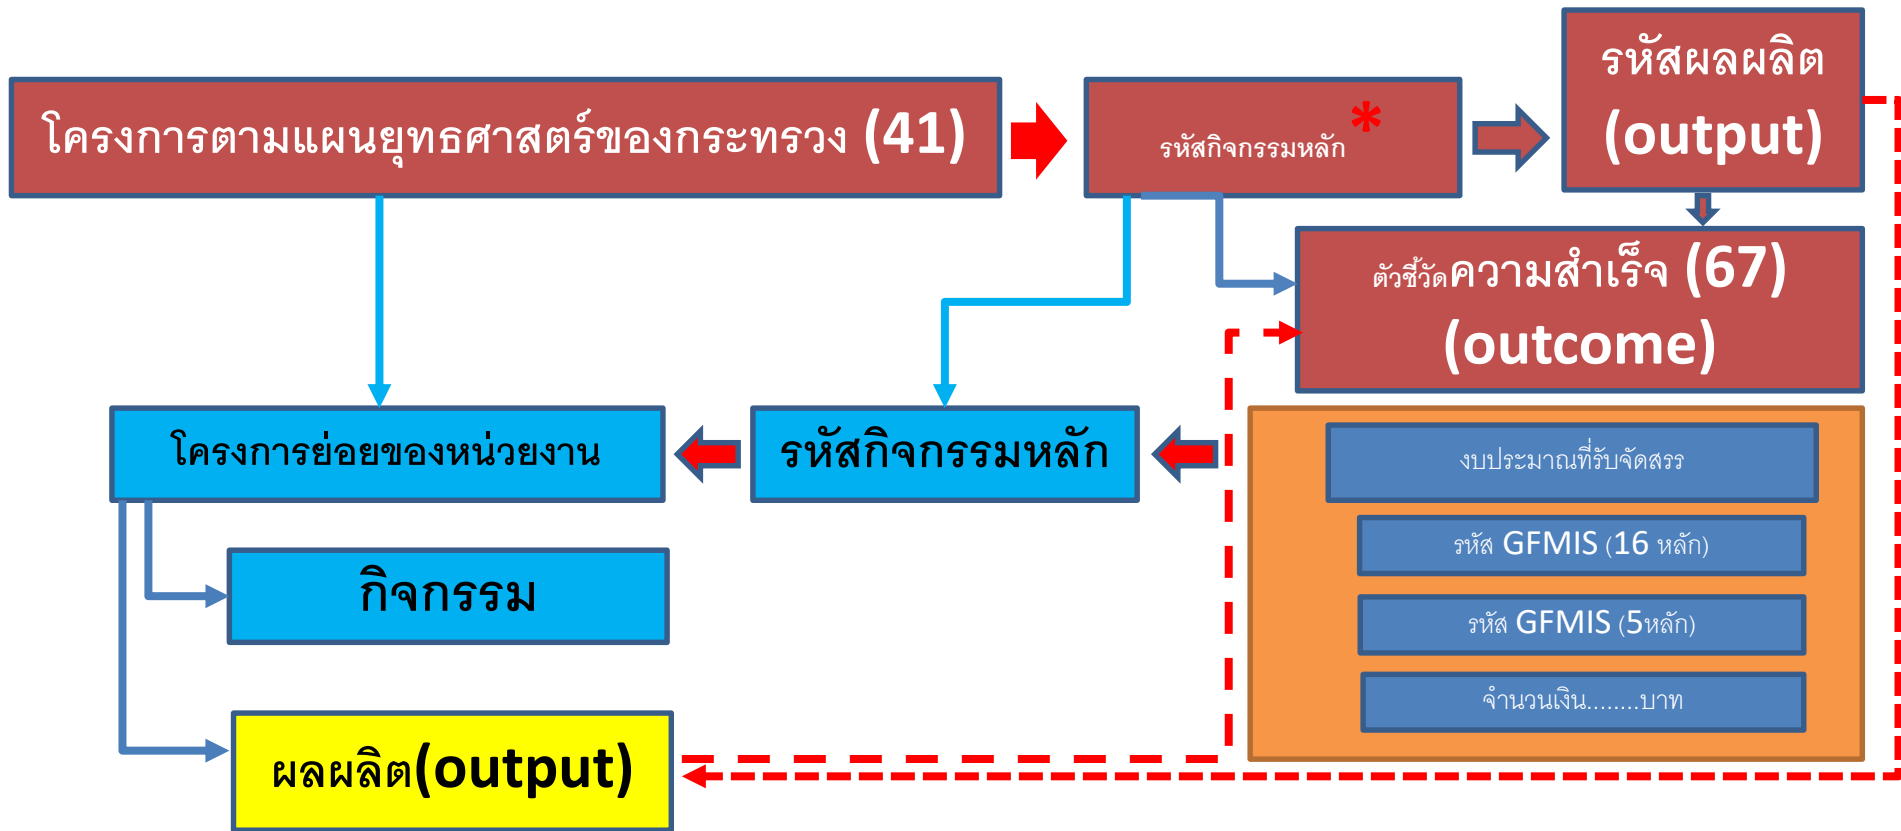 โครงการตามแผนยุทธศาสตร์ของกระทรวง (41)
รหัสกิจกรรมหลัก *
รหัสผลผลิต
(output)
ตัวชี้วัดความสำเร็จ (67)
(outcome)
โครงการย่อยของหน่วยงาน
รหัสกิจกรรมหลัก
งบประมาณที่รับจัดสรร
รหัส GFMIS (16 หลัก)
รหัส GFMIS (5หลัก)
จำนวนเงิน........บาท
กิจกรรม
ผลผลิต(output)